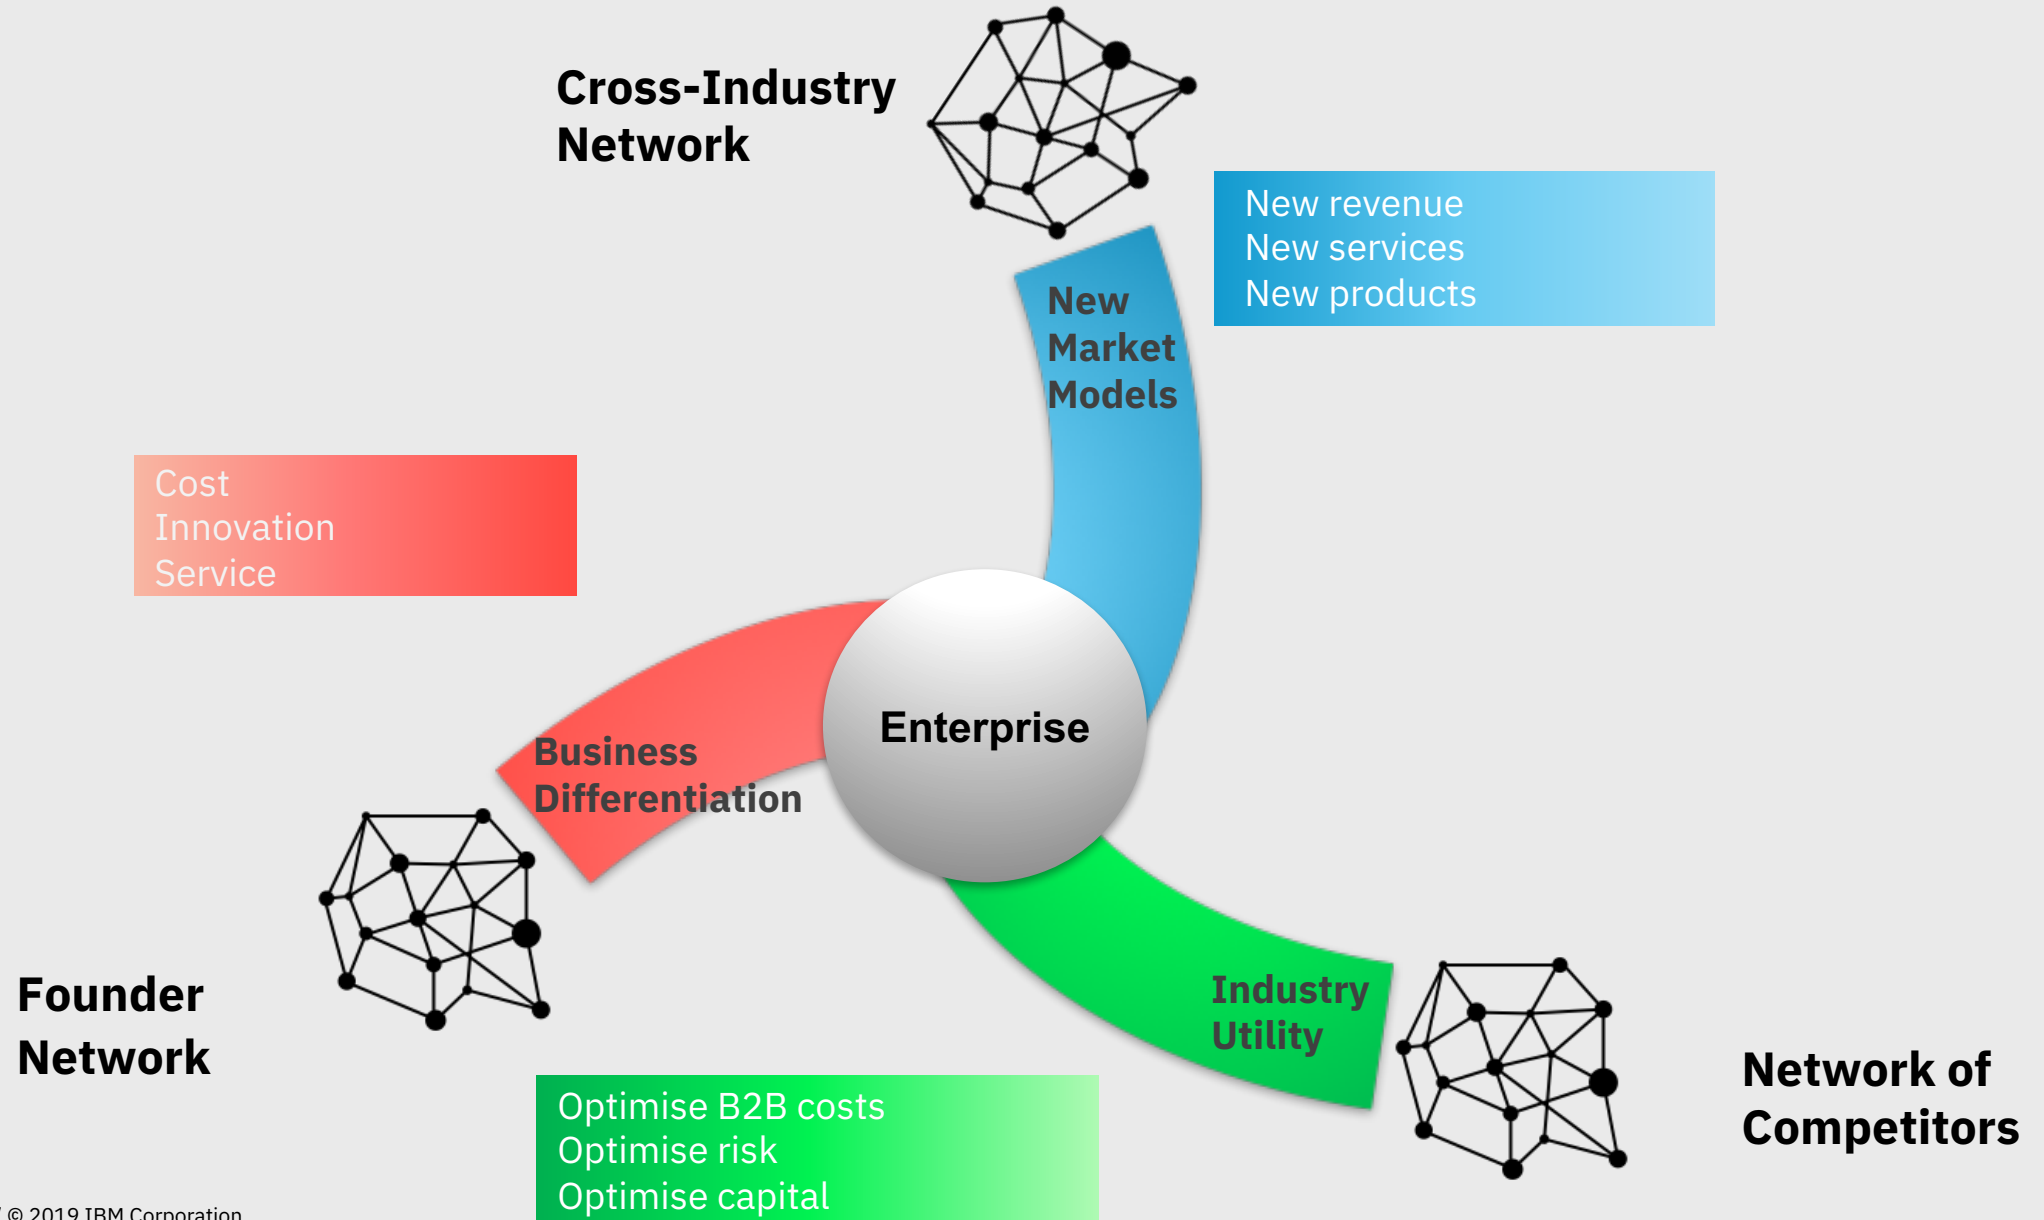 Cross-Industry
Network
New revenue
New services
New products
New
Market
Models
Cost
Innovation
Service
Enterprise
Business
Differentiation
Founder
Network
Industry
Utility
Network of
Competitors
Optimise B2B costs
Optimise risk
Optimise capital
© 2019 IBM Corporation